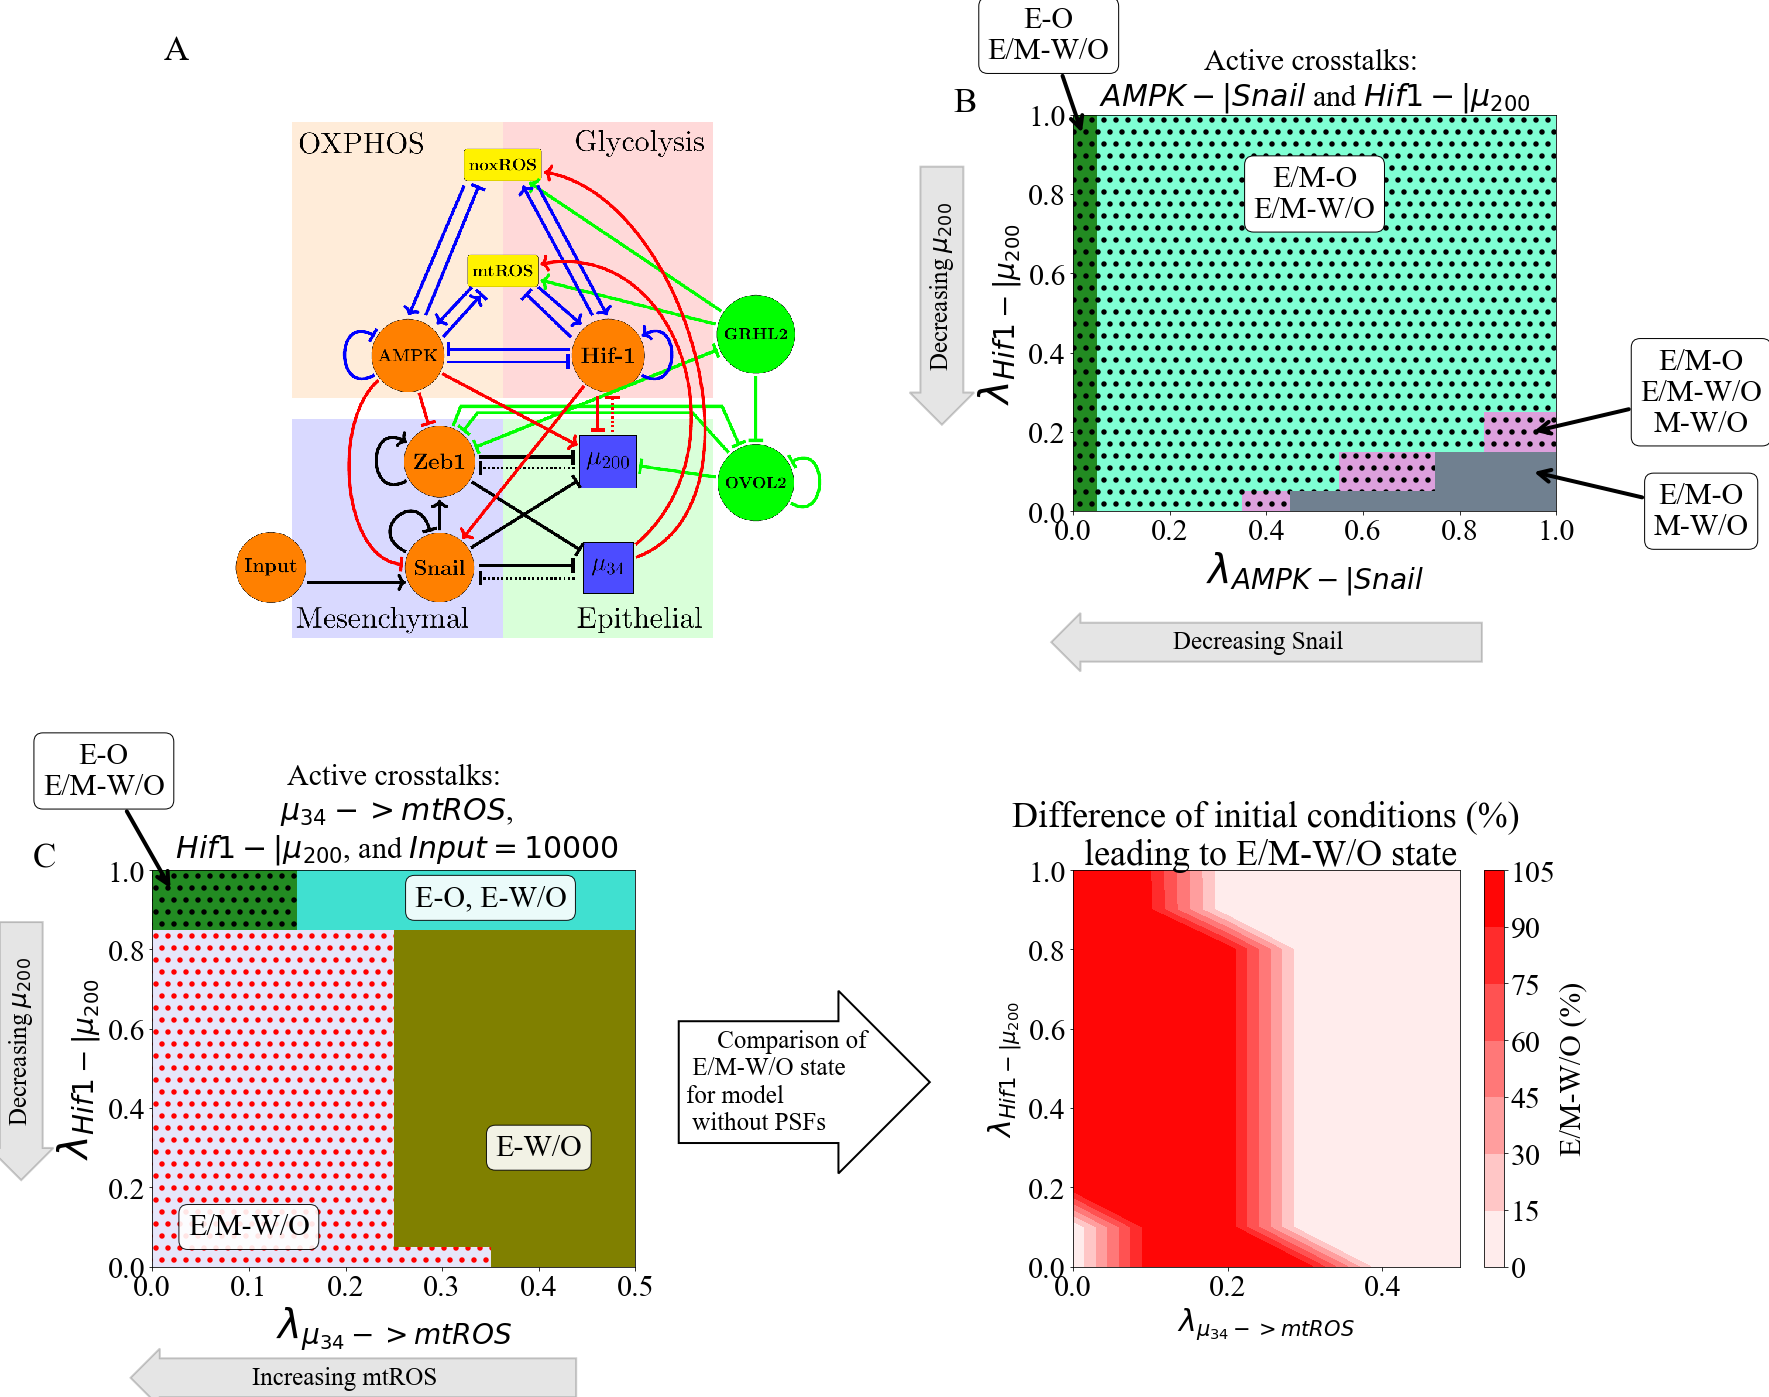 A
OXPHOS
Glycolysis
noxROS
mtROS
AMPK
Hif-1
GRHL2
Zeb1
μ200
OVOL2
Input
Snail
μ34
Mesenchymal
Epithelial
B
E-O
E/M-W/O
Active crosstalks:
AMPK − |Snail and Hif1 − |μ200
E/M-O
E/M-W/O
E/M-O
E/M-W/O
M-W/O
E/M-O
M-W/O
Decreasing μ200
λHif1 − |μ200
1.0
0.8
0.6
0.4
0.2
0.0
0.0 0.2 0.4 0.6 0.8 1.0
λAMPK − |Snail
Decreasing Snail
C
E-O
E/M-W/O
Active crosstalks:
μ34 − > mtROS,
Hif1 − |μ200, and Input = 10000
E-O, E-W/O
E-W/O
E/M-W/O
Decreasing μ200
λHif1 − |μ200
1.0
0.8
0.6
0.4
0.2
0.0
0.0 0.1 0.2 0.3 0.4 0.5
λμ34 − > mtROS
Increasing mtROS
Comparison of
E/M-W/O state
for model
without PSFs
Difference of initial conditions (%)
leading to E/M-W/O state
λHif1 − |μ200
1.0
0.8
0.6
0.4
0.2
0.0
0.0 0.2 0.4
λμ34 − > mtROS
105
90
75
60
45
30
15
0
E/M-W/O (%)